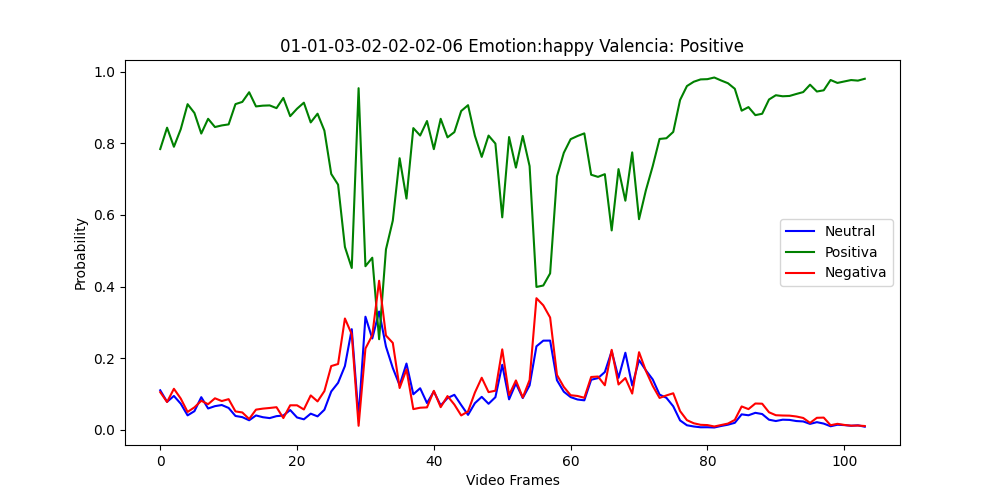 01-01-03-02-02-02-06 Emotion:happy Valencia: Positive
1.0
0.8
0.6
0.4
0.2
0.0
Probability
Neutral
Positiva
Negativa
0 20 40 60 80 100
Video Frames